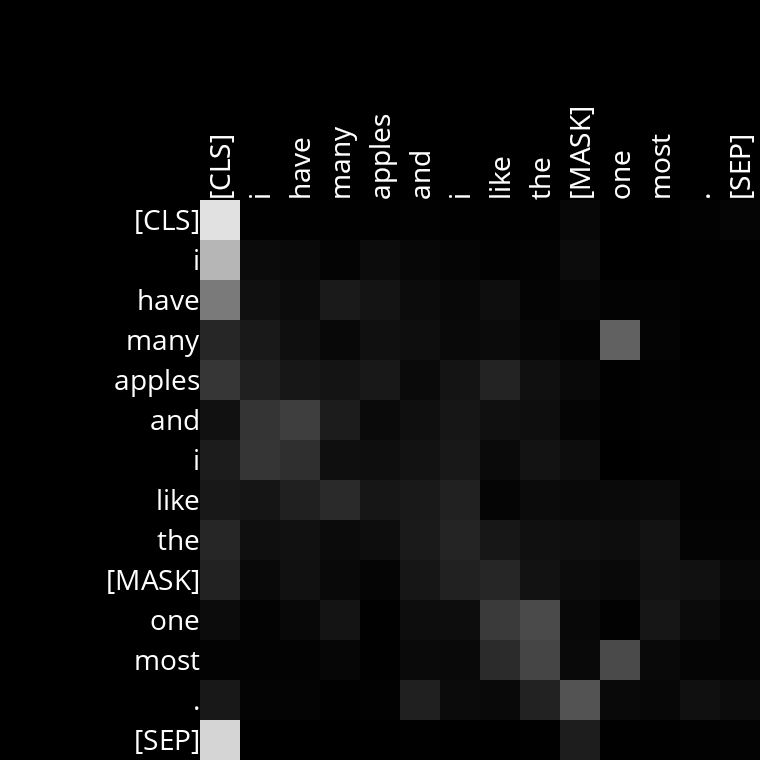 [CLS] i have many apples and i like the [MASK] one most . [SEP]
[CLS]
i
have
many
apples
and
i
like
the
[MASK]
one
most
.
[SEP]